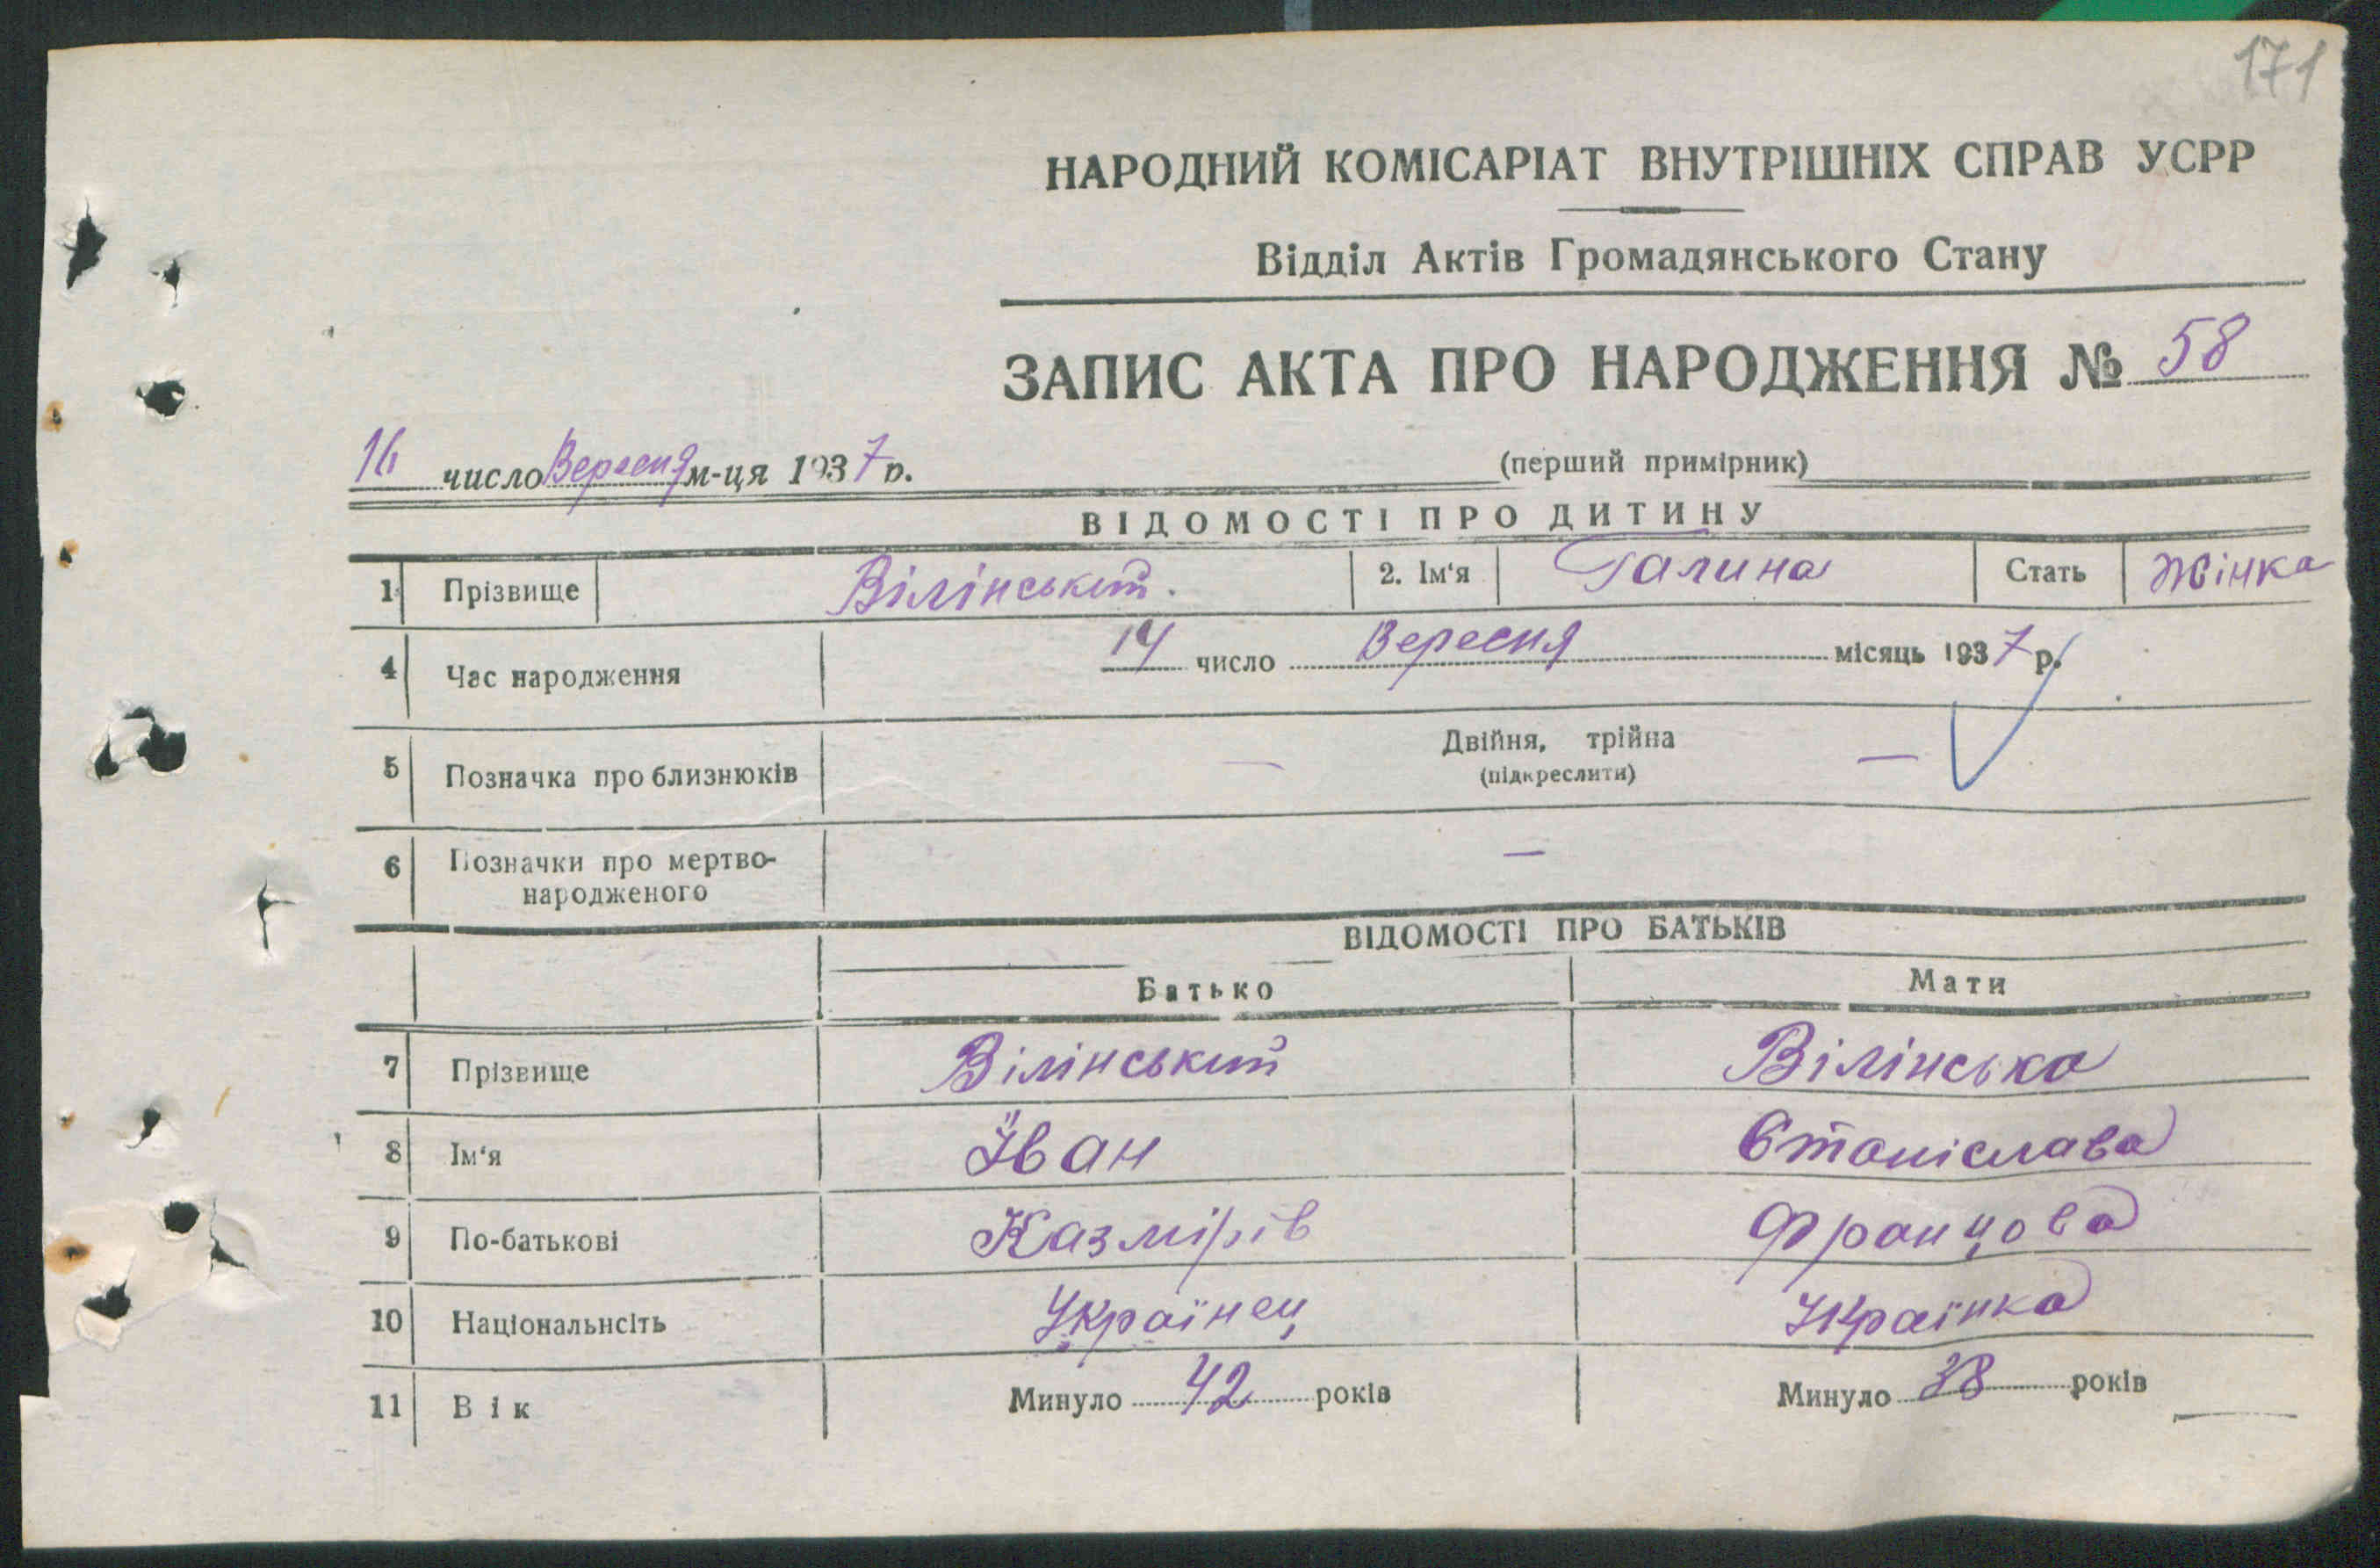 171
НАРОДНИЙ КОМІСАРІАТ ВНУТРІШНІХ СПРАВ УСРР
Відділ Актів Громадянського Стану
ЗАПИС АКТА ПРО НАРОДЖЕННЯ № 58
16 число Вересня м-ця 1937 р.
(перший примірник)
ВІДОМОСТІ ПРО ДИТИНУ
1 Прізвище Вілінський. 2. Ім'я Галина Стать Жінка
4 Час народження 14 число Вересня місяць 1937 р.
5 Позначка про близнюків — Двійня, трійна —
(підкреслити)
6 Позначки про мертво-
народженого —
ВІДОМОСТІ ПРО БАТЬКІВ
Батько Мати
7 Прізвище Вілінський Вілінська
8 Ім'я Іван Станіслава
9 По-батькові Казмірів Францова
10 Національнсіть Українец Українка
11 Вік Минуло 42 років Минуло 38 років